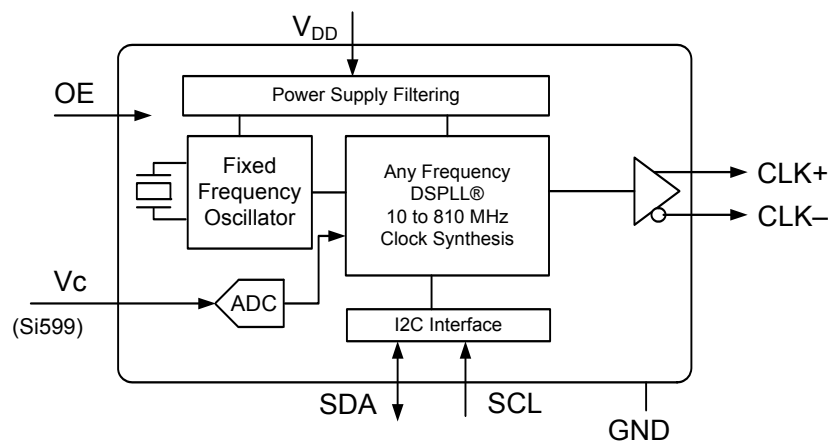 V_DD
OE
Power Supply Filtering
Fixed
Frequency
Oscillator
Any Frequency
DSPLL®
10 to 810 MHz
Clock Synthesis
CLK+
CLK–
Vc
(Si599)
ADC
I2C Interface
SDA
SCL
GND